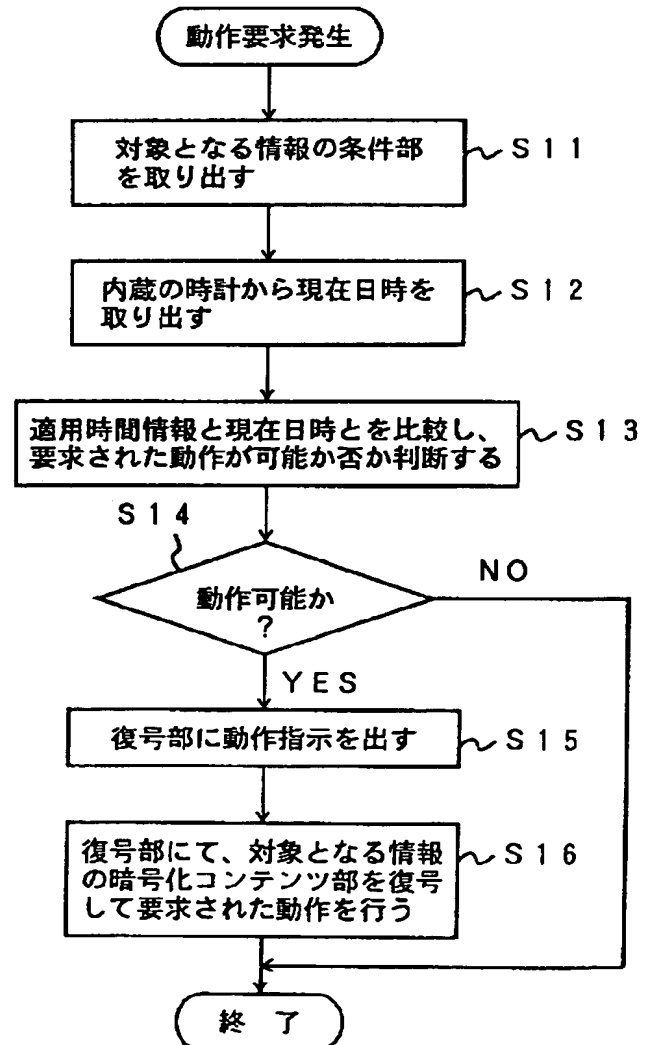 動作要求発生
対象となる情報の条件部
を取り出す
S11
内蔵の時計から現在日時を
取り出す
S12
適用時間情報と現在日時とを比較し、
要求された動作が可能か否か判断する
S13
S14
動作可能か
?
NO
YES
復号部に動作指示を出す
S15
復号部にて、対象となる情報
の暗号化コンテンツ部を復号
して要求された動作を行う
S16
終 了